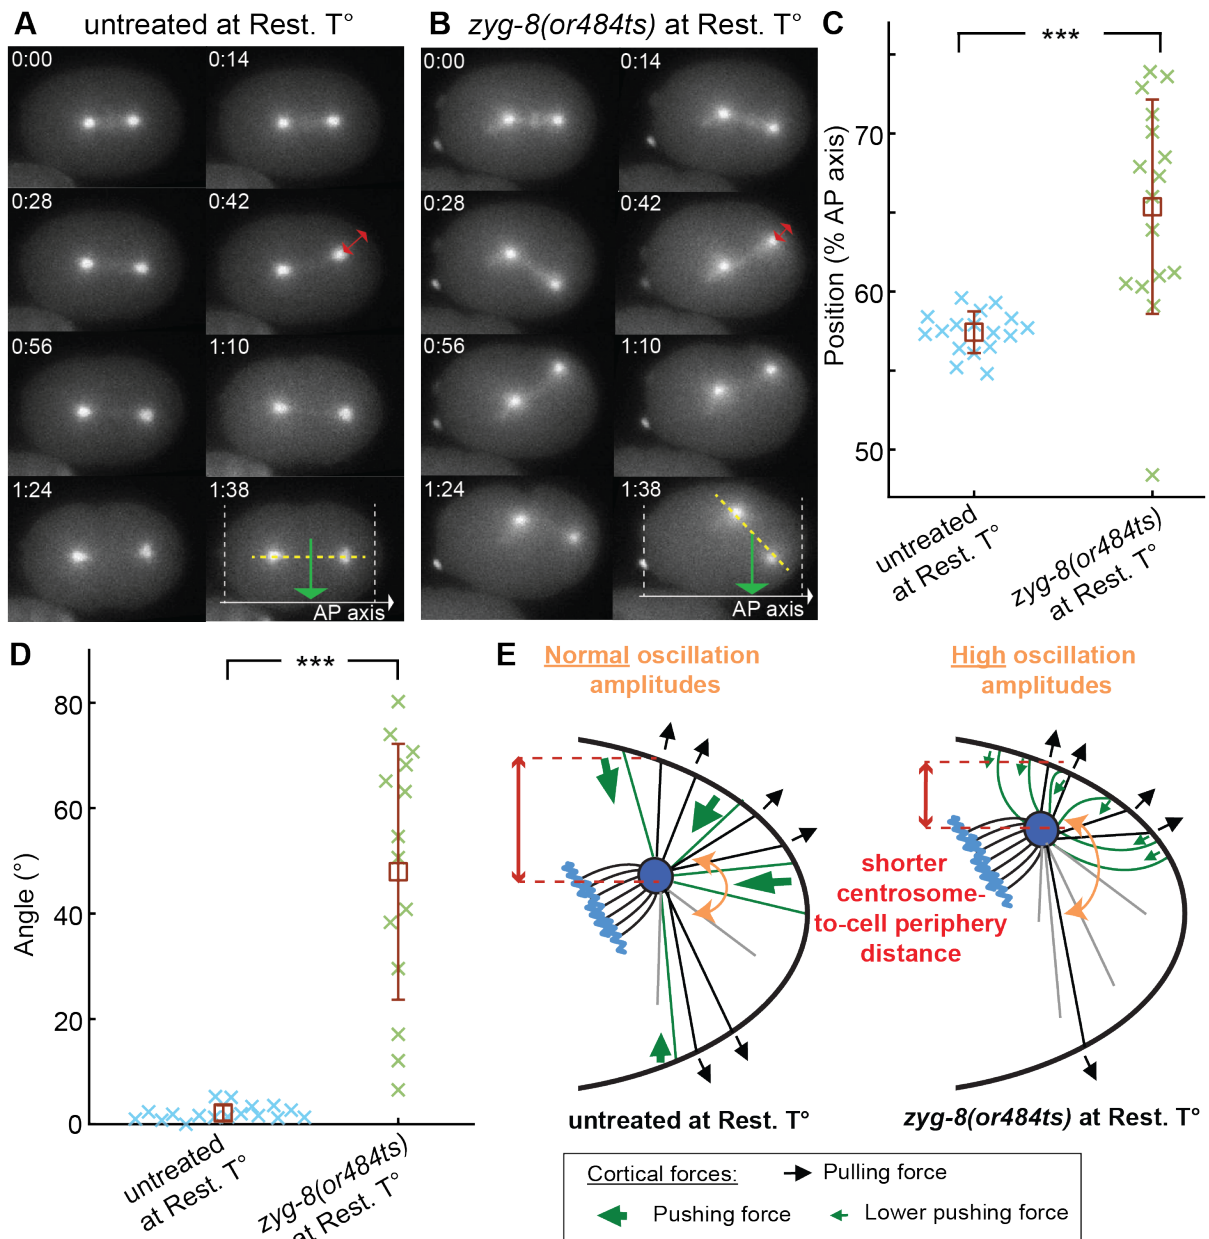 A untreated at Rest. T°
0:00
0:14
0:28
0:42
0:56
1:10
1:24
1:38
AP axis
B zyg-8(or484ts) at Rest. T°
0:00
0:14
0:28
0:42
0:56
1:10
1:24
1:38
AP axis
C
***
Position (% AP axis)
70
60
50
untreated
at Rest. T°
zyg-8(or484ts)
at Rest. T°
D
***
Angle (°)
80
60
40
20
0
untreated
at Rest. T°
zyg-8(or484ts)
at Rest. T°
E
Normal oscillation
amplitudes
High oscillation
amplitudes
shorter
centrosome-
to-cell periphery
distance
untreated at Rest. T°
zyg-8(or484ts) at Rest. T°
Cortical forces:
Pulling force
Pushing force
Lower pushing force